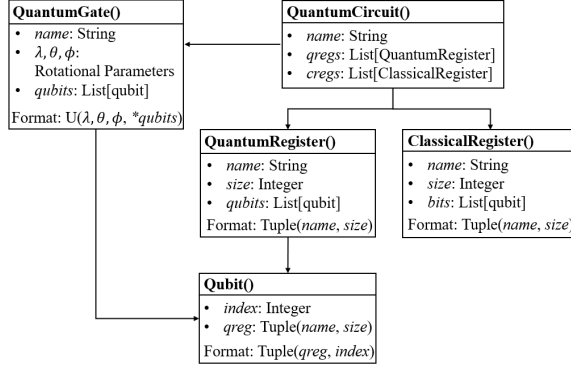 QuantumGate()
• name: String
• λ, θ, ϕ:
Rotational Parameters
• qubits: List[qubit]
Format: U(λ, θ, ϕ, *qubits)
QuantumCircuit()
• name: String
• qregs: List[QuantumRegister]
• cregs: List[ClassicalRegister]
QuantumRegister()
• name: String
• size: Integer
• qubits: List[qubit]
Format: Tuple(name, size)
ClassicalRegister()
• name: String
• size: Integer
• bits: List[qubit]
Format: Tuple(name, size)
Qubit()
• index: Integer
• qreg: Tuple(name, size)
Format: Tuple(qreg, index)